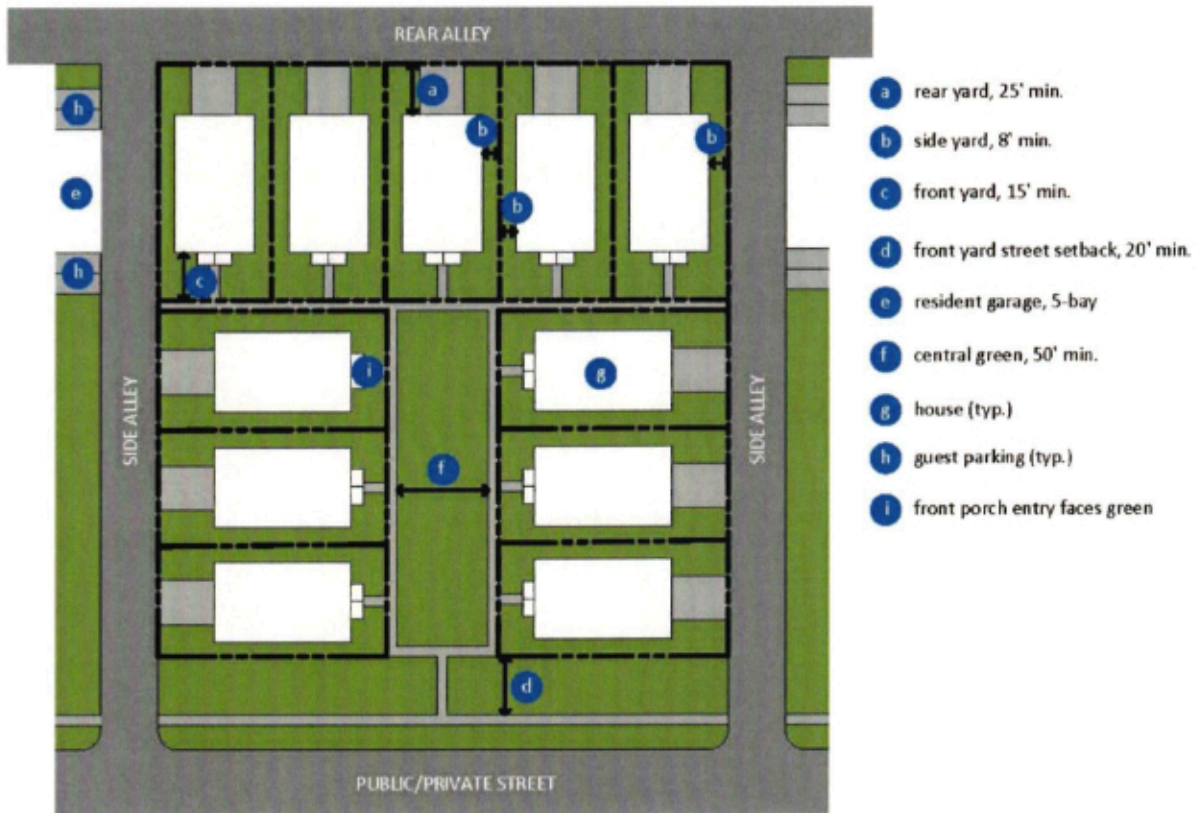 REAR ALLEY
h
a
b
b
e
b
h
c
i
g
SIDE ALLEY
SIDE ALLEY
f
d
PUBLIC/PRIVATE STREET
a rear yard, 25' min.
b side yard, 8' min.
c front yard, 15' min.
d front yard street setback, 20' min.
e resident garage, 5-bay
f central green, 50' min.
g house (typ.)
h guest parking (typ.)
i front porch entry faces green